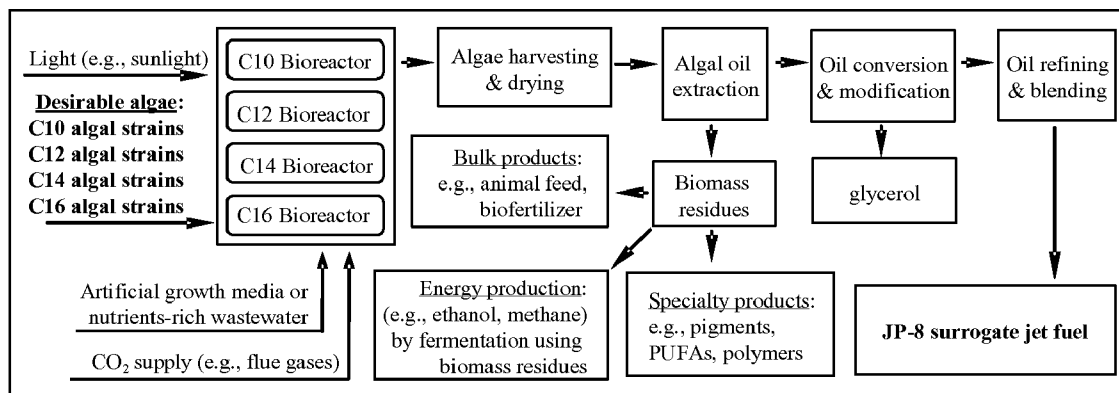 Light (e.g., sunlight)
Desirable algae:
C10 algal strains
C12 algal strains
C14 algal strains
C16 algal strains
C10 Bioreactor
C12 Bioreactor
C14 Bioreactor
C16 Bioreactor
Artificial growth media or
nutrients-rich wastewater
CO₂ supply (e.g., flue gases)
Algae harvesting
& drying
Algal oil
extraction
Oil conversion
& modification
Oil refining
& blending
Bulk products:
e.g., animal feed,
biofertilizer
Biomass
residues
glycerol
Energy production:
(e.g., ethanol, methane)
by fermentation using
biomass residues
Specialty products:
e.g., pigments,
PUFAs, polymers
JP-8 surrogate jet fuel